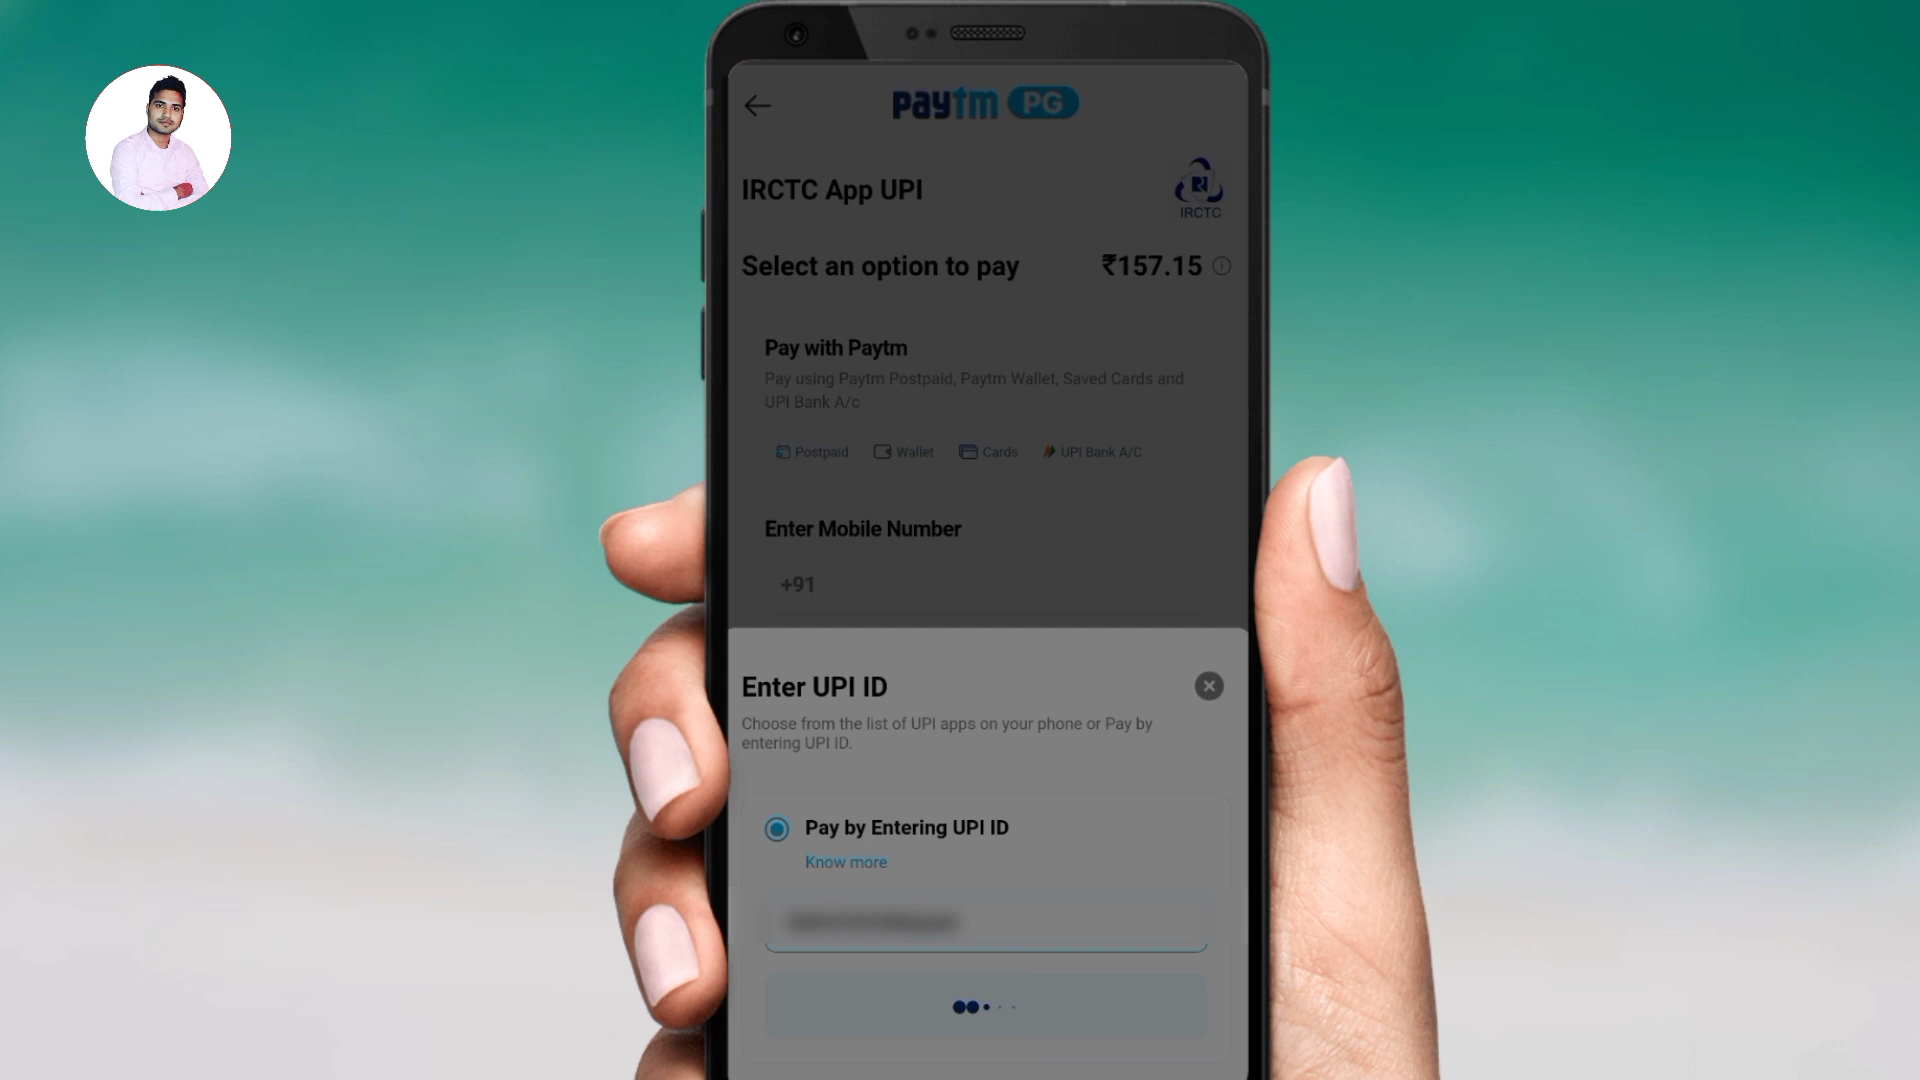 paytm PG
IRCTC App UPI
IRCTC
Select an option to pay ₹157.15
Pay with Paytm
Pay using Paytm Postpaid, Paytm Wallet, Saved Cards and
UPI Bank A/c
Postpaid Wallet Cards UPI Bank A/C
Enter Mobile Number
+91
Enter UPI ID
Choose from the list of UPI apps on your phone or Pay by
entering UPI ID.
Pay by Entering UPI ID
Know more